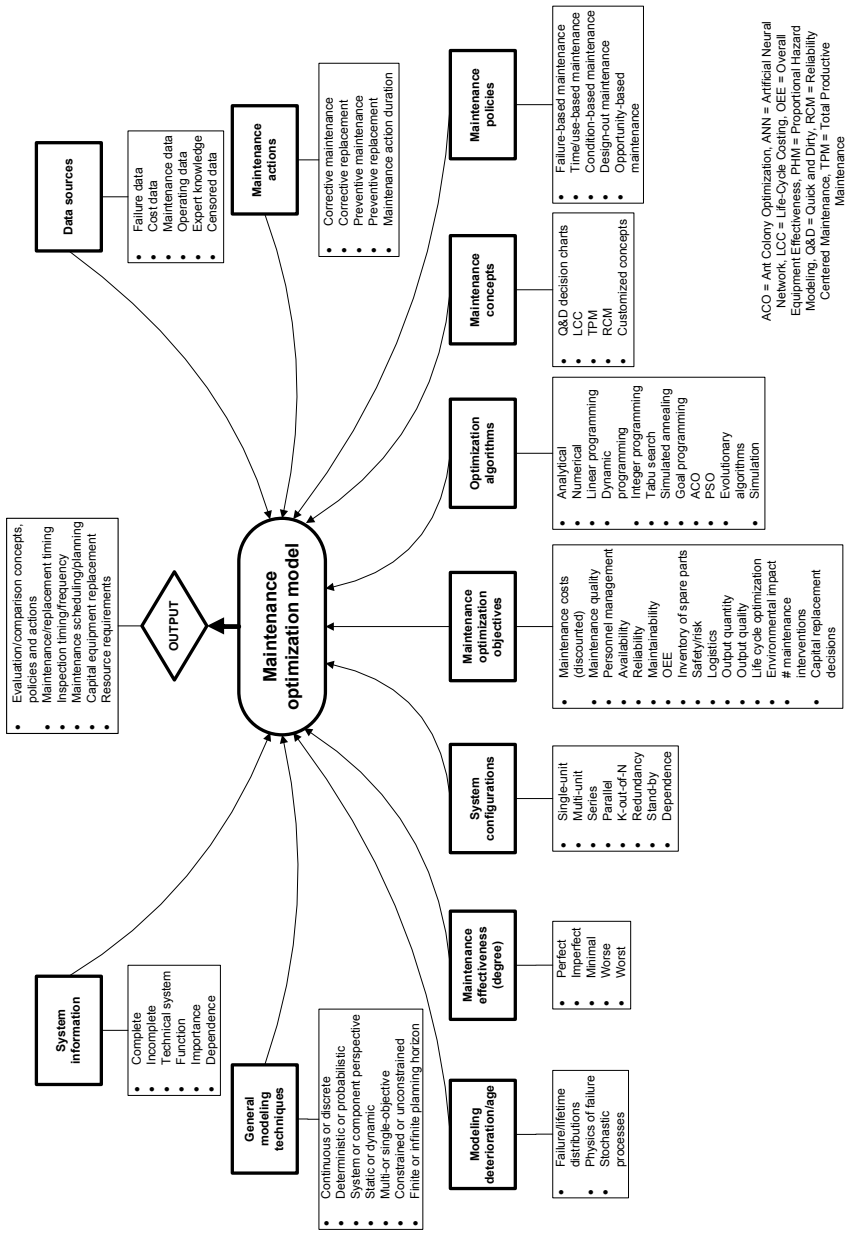 Evaluation/comparison concepts,
policies and actions
Maintenance/replacement timing
Inspection timing/frequency
Maintenance scheduling/planning
Capital equipment replacement
Resource requirements
OUTPUT
Maintenance
optimization model
System
information
Complete
Incomplete
Technical system
Function
Importance
Dependence
Data sources
Failure data
Cost data
Maintenance data
Operating data
Expert knowledge
Censored data
General
modeling
techniques
Continuous or discrete
Deterministic or probabilistic
System or component perspective
Static or dynamic
Multi-or single-objective
Constrained or unconstrained
Finite or infinite planning horizon
Maintenance
actions
Corrective maintenance
Corrective replacement
Preventive maintenance
Preventive replacement
Maintenance action duration
Modeling
deterioration/age
Failure/lifetime
distributions
Physics of failure
Stochastic
processes
Maintenance
effectiveness
(degree)
Perfect
Imperfect
Minimal
Worse
Worst
System
configurations
Single-unit
Multi-unit
Series
Parallel
K-out-of-N
Redundancy
Stand-by
Dependence
Maintenance
optimization
objectives
Maintenance costs
(discounted)
Maintenance quality
Personnel management
Availability
Reliability
Maintainability
OEE
Inventory of spare parts
Safety/risk
Logistics
Output quantity
Output quality
Life cycle optimization
Environmental impact
# maintenance
interventions
Capital replacement
decisions
Optimization
algorithms
Analytical
Numerical
Linear programming
Dynamic
programming
Integer programming
Tabu search
Simulated annealing
Goal programming
ACO
PSO
Evolutionary
algorithms
Simulation
Maintenance
concepts
Q&D decision charts
LCC
TPM
RCM
Customized concepts
Maintenance
policies
Failure-based maintenance
Time/use-based maintenance
Condition-based maintenance
Design-out maintenance
Opportunity-based
maintenance
ACO = Ant Colony Optimization, ANN = Artificial Neural
Network, LCC = Life-Cycle Costing, OEE = Overall
Equipment Effectiveness, PHM = Proportional Hazard
Modeling, Q&D = Quick and Dirty, RCM = Reliability
Centered Maintenance, TPM = Total Productive
Maintenance